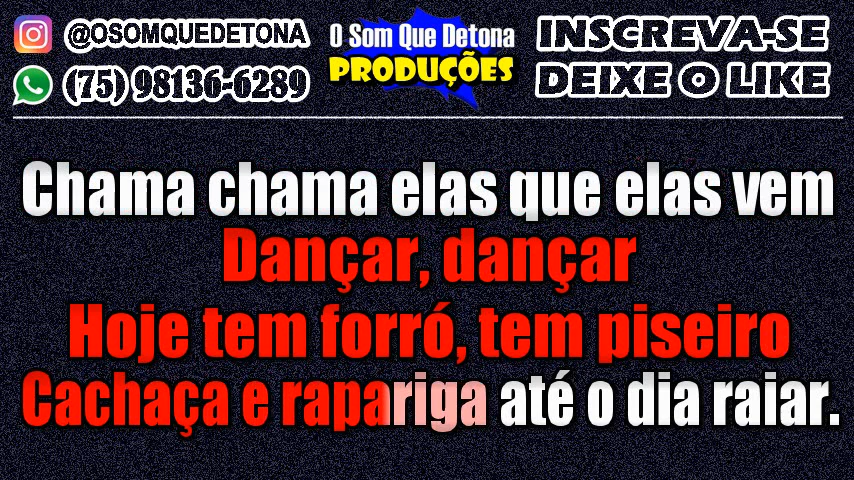 @OSOMQUEDETONA
O Som Que Detona
INSCREVA-SE
(75) 98136-6289
PRODUÇÕES
DEIXE O LIKE
Chama chama elas que elas vem
Dançar, dançar
Hoje tem forró, tem piseiro
Cachaça e rapariga até o dia raiar.